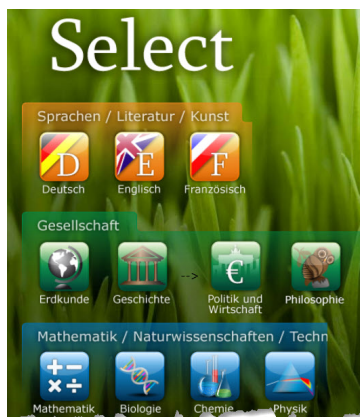 Select
Sprachen / Literatur / Kunst
D E F
Deutsch Englisch Französisch
Gesellschaft
-->
Erdkunde Geschichte Politik und Wirtschaft Philosophie
Mathematik / Naturwissenschaften / Techn
Mathematik Biologie Chemie Physik